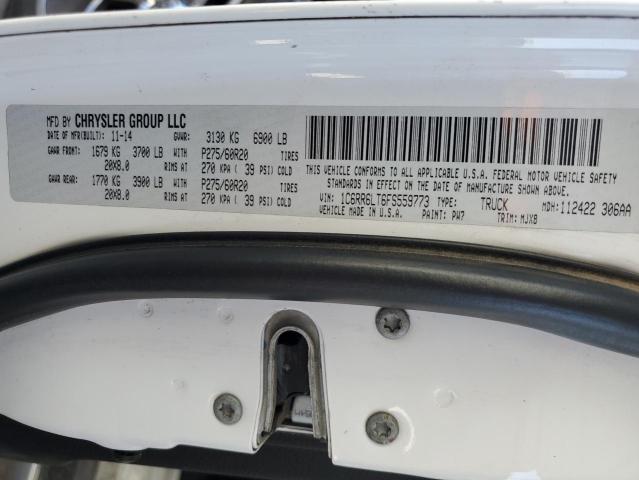 MFD BY CHRYSLER GROUP LLC
DATE OF MFR(BUILT): 11-14 GVWR: 3130 KG 6900 LB
GAWR FRONT: 1679 KG 3700 LB WITH P275/60R20 TIRES
20X8.0 RIMS AT 270 KPA ( 39 PSI) COLD
GAWR REAR: 1770 KG 3900 LB WITH P275/60R20 TIRES
20X8.0 RIMS AT 270 KPA ( 39 PSI) COLD
THIS VEHICLE CONFORMS TO ALL APPLICABLE U.S.A. FEDERAL MOTOR VEHICLE SAFETY
STANDARDS IN EFFECT ON THE DATE OF MANUFACTURE SHOWN ABOVE.
VIN: 1C6RR6LT6FS559773 TYPE: TRUCK MDH: 112422 306AA
VEHICLE MADE IN U.S.A. PAINT: PW7 TRIM: MJX8